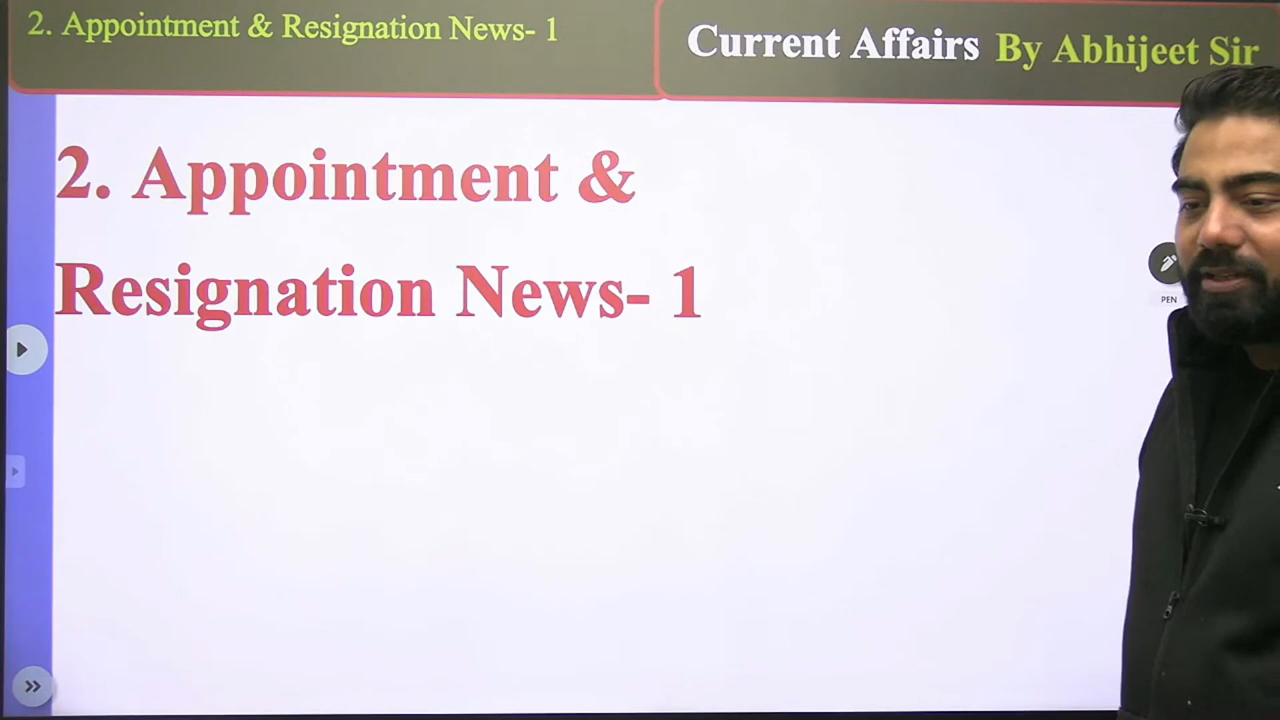 2. Appointment & Resignation News- 1
Current Affairs By Abhijeet Sir
2. Appointment &
Resignation News- 1
PEN